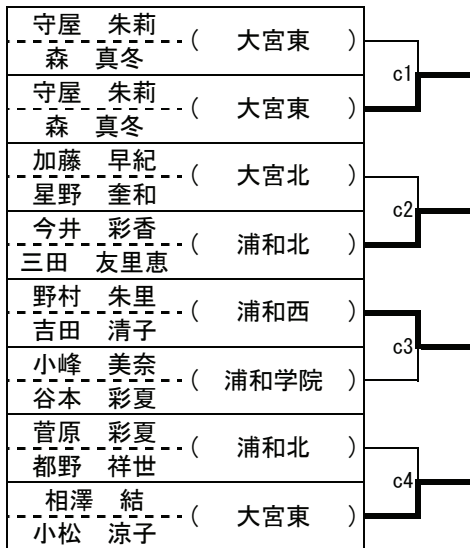 守屋　朱莉
森　真冬
( 大宮東 )
c1
守屋　朱莉
森　真冬
( 大宮東 )
加藤　早紀
星野　奎和
( 大宮北 )
c2
今井　彩香
三田　友里恵
( 浦和北 )
野村　朱里
吉田　清子
( 浦和西 )
c3
小峰　美奈
谷本　彩夏
( 浦和学院 )
菅原　彩夏
都野　祥世
( 浦和北 )
c4
相澤　結
小松　涼子
( 大宮東 )